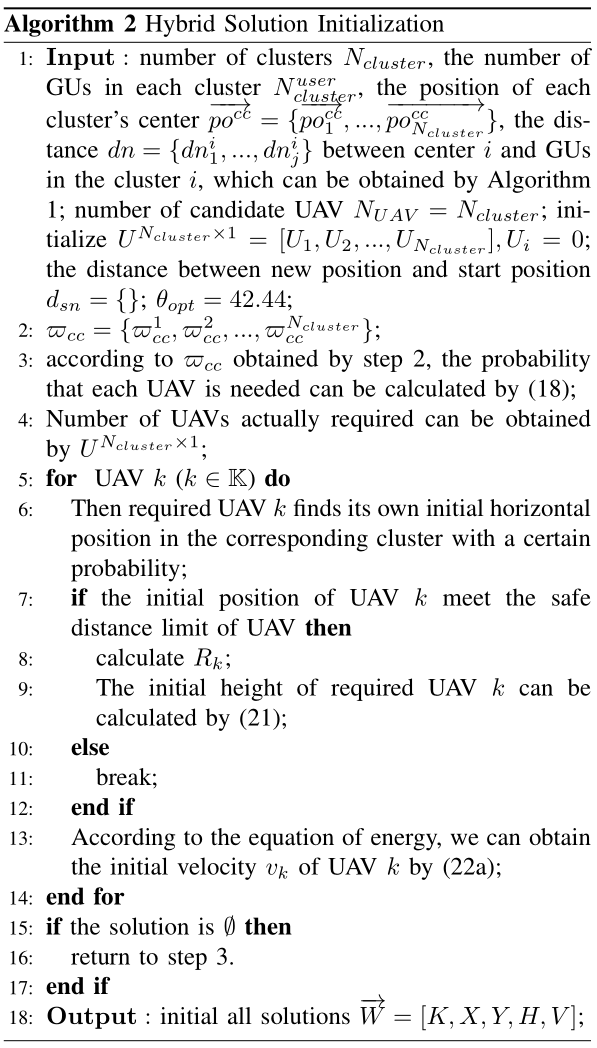 Algorithm 2 Hybrid Solution Initialization
1: Input : number of clusters $N_{cluster}$, the number of
GUs in each cluster $N_{cluster}^{user}$, the position of each
cluster's center $\overrightarrow{po^{cc}} = \{\overrightarrow{po_1^{cc}}, ..., \overrightarrow{po_{N_{cluster}}^{cc}}\}$, the dis-
tance $dn = \{dn_1^i, ..., dn_j^i\}$ between center $i$ and GUs
in the cluster $i$, which can be obtained by Algorithm
1; number of candidate UAV $N_{UAV} = N_{cluster}$; ini-
tialize $U^{N_{cluster} \times 1} = [U_1, U_2, ..., U_{N_{cluster}}], U_i = 0$;
the distance between new position and start position
$d_{sn} = \{\}$; $\theta_{opt} = 42.44$;
2: $\varpi_{cc} = \{\varpi_{cc}^1, \varpi_{cc}^2, ..., \varpi_{cc}^{N_{cluster}}\}$;
3: according to $\varpi_{cc}$ obtained by step 2, the probability
that each UAV is needed can be calculated by (18);
4: Number of UAVs actually required can be obtained
by $U^{N_{cluster} \times 1}$;
5: for UAV $k$ ($k \in \mathbb{K}$) do
6: Then required UAV $k$ finds its own initial horizontal
position in the corresponding cluster with a certain
probability;
7: if the initial position of UAV $k$ meet the safe
distance limit of UAV then
8: calculate $R_k$;
9: The initial height of required UAV $k$ can be
calculated by (21);
10: else
11: break;
12: end if
13: According to the equation of energy, we can obtain
the initial velocity $v_k$ of UAV $k$ by (22a);
14: end for
15: if the solution is $\emptyset$ then
16: return to step 3.
17: end if
18: Output : initial all solutions $\overrightarrow{W} = [K, X, Y, H, V]$;